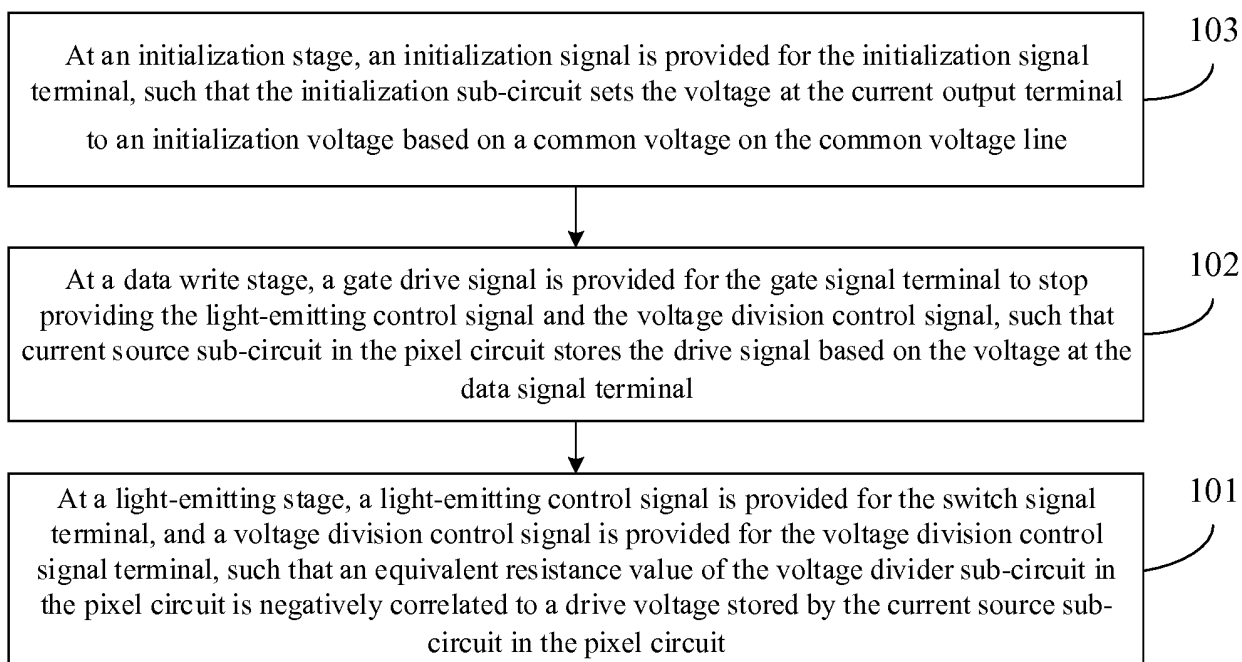 103
At an initialization stage, an initialization signal is provided for the initialization signal
terminal, such that the initialization sub-circuit sets the voltage at the current output terminal
to an initialization voltage based on a common voltage on the common voltage line
102
At a data write stage, a gate drive signal is provided for the gate signal terminal to stop
providing the light-emitting control signal and the voltage division control signal, such that
current source sub-circuit in the pixel circuit stores the drive signal based on the voltage at the
data signal terminal
101
At a light-emitting stage, a light-emitting control signal is provided for the switch signal
terminal, and a voltage division control signal is provided for the voltage division control
signal terminal, such that an equivalent resistance value of the voltage divider sub-circuit in
the pixel circuit is negatively correlated to a drive voltage stored by the current source sub-
circuit in the pixel circuit